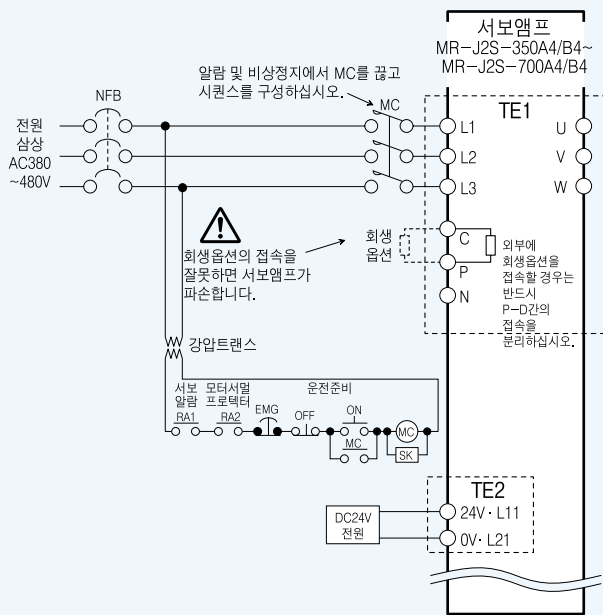 서보앰프
MR-J2S-350A4/B4~
MR-J2S-700A4/B4
알람 및 비상정지에서 MC를 끊고
시퀀스를 구성하십시오.
NFB
MC
TE1
전원
삼상
AC380
~480V
L1
L2
L3
U
V
W
회생
옵션
C
P
N
외부에
회생옵션을
접속할 경우는
반드시
P-D간의
접속을
분리하십시오.
회생옵션의 접속을
잘못하면 서보앰프가
파손합니다.
강압트랜스
서보
알람
RA1
모터서멀
프로텍터
RA2
EMG
OFF
운전준비
ON
MC
MC
SK
TE2
DC24V
전원
24V · L11
0V · L21